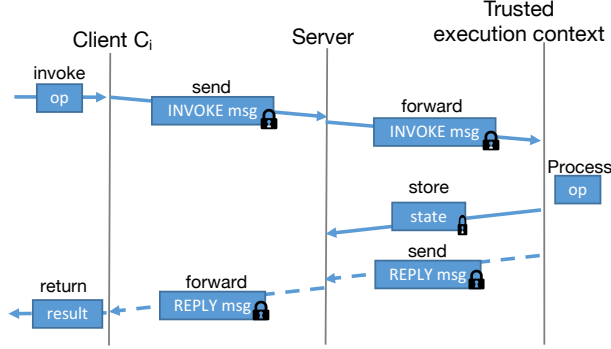 Trusted
execution context
Client Ci
Server
invoke
op
send
INVOKE msg
forward
INVOKE msg
Process
op
store
state
send
REPLY msg
forward
REPLY msg
return
result